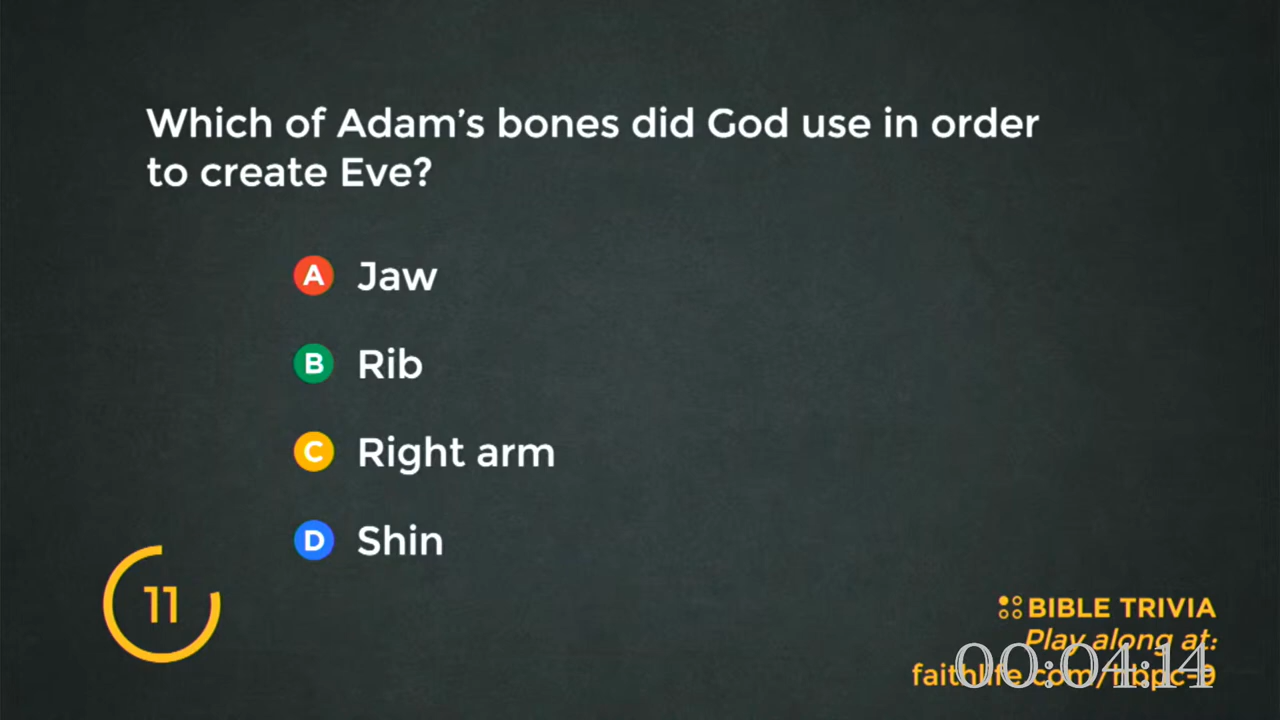 Which of Adam's bones did God use in order
to create Eve?
A Jaw
B Rib
C Right arm
D Shin
11
BIBLE TRIVIA
Play along at:
00:04:14